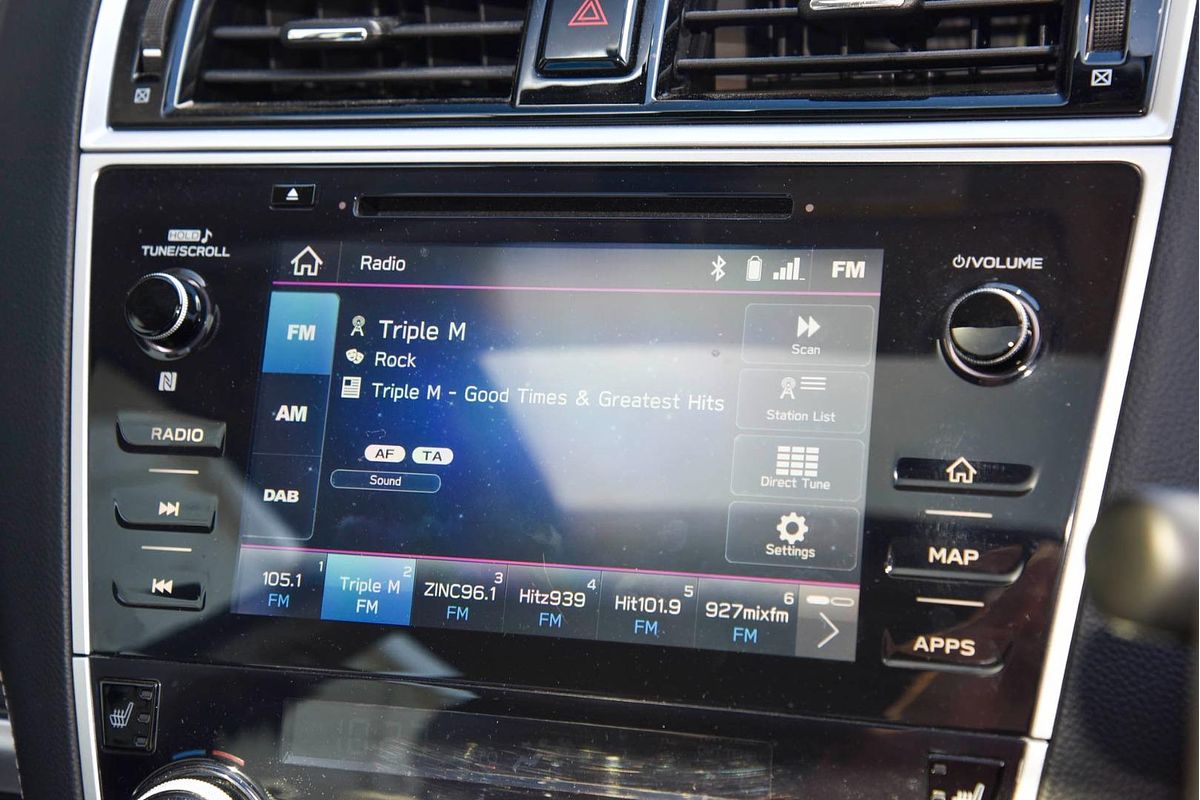 HOLD♪
TUNE/SCROLL
Radio
FM
⏻/VOLUME
FM
Triple M
Rock
Triple M - Good Times & Greatest Hits
AM
AF
TA
Sound
DAB
Scan
Station List
Direct Tune
Settings
RADIO
MAP
APPS
1
105.1
FM
2
Triple M
FM
3
ZINC96.1
FM
4
Hitz939
FM
5
Hit101.9
FM
6
927mixfm
FM